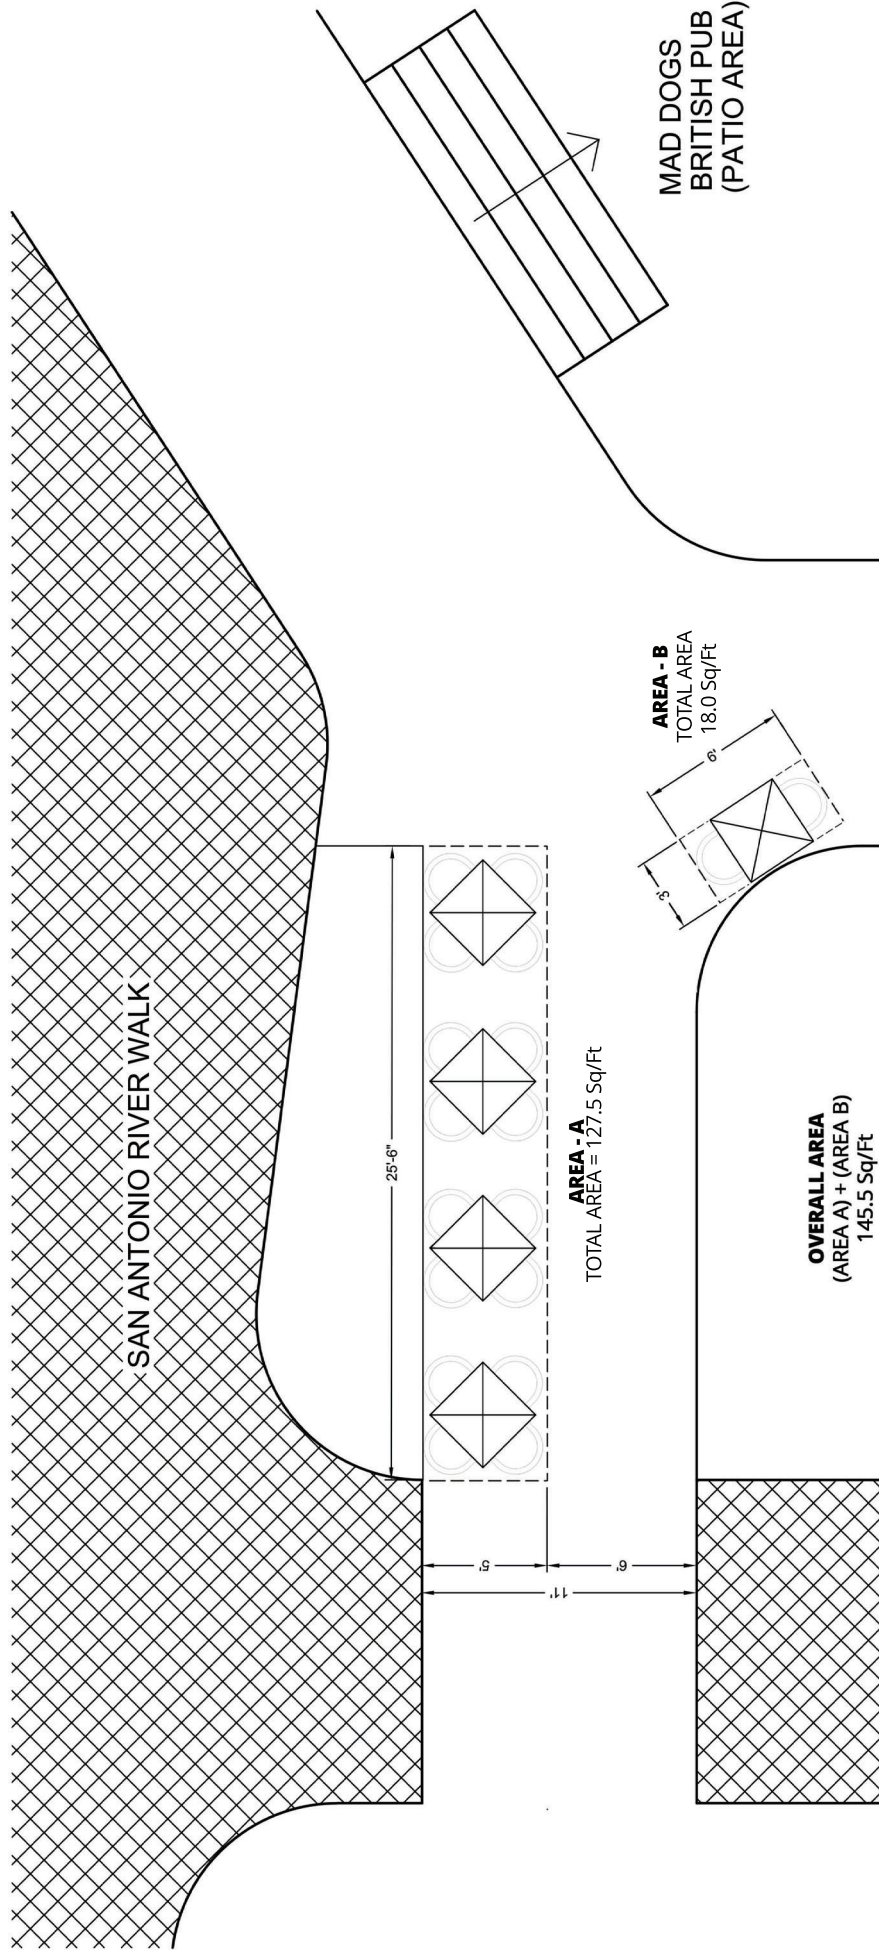 SAN ANTONIO RIVER WALK
MAD DOGS
BRITISH PUB
(PATIO AREA)
25'-6"
AREA - A
TOTAL AREA = 127.5 Sq/Ft
AREA - B
TOTAL AREA
18.0 Sq/Ft
6'
3'
5'
6'
11'
OVERALL AREA
(AREA A) + (AREA B)
145.5 Sq/Ft